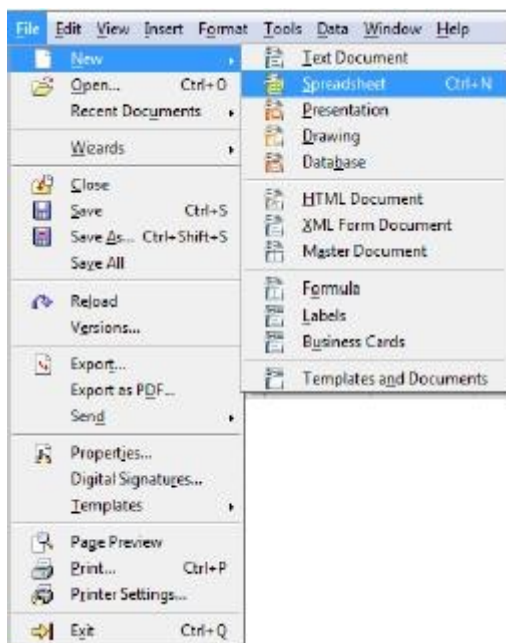 File Edit View Insert Format Tools Data Window Help
New
Open... Ctrl+O
Recent Documents
Wizards
Close
Save Ctrl+S
Save As... Ctrl+Shift+S
Save All
Reload
Versions...
Export...
Export as PDF...
Send
Properties...
Digital Signatures...
Templates
Page Preview
Print... Ctrl+P
Printer Settings...
Exit Ctrl+Q
Text Document
Spreadsheet Ctrl+N
Presentation
Drawing
Database
HTML Document
XML Form Document
Master Document
Formula
Labels
Business Cards
Templates and Documents